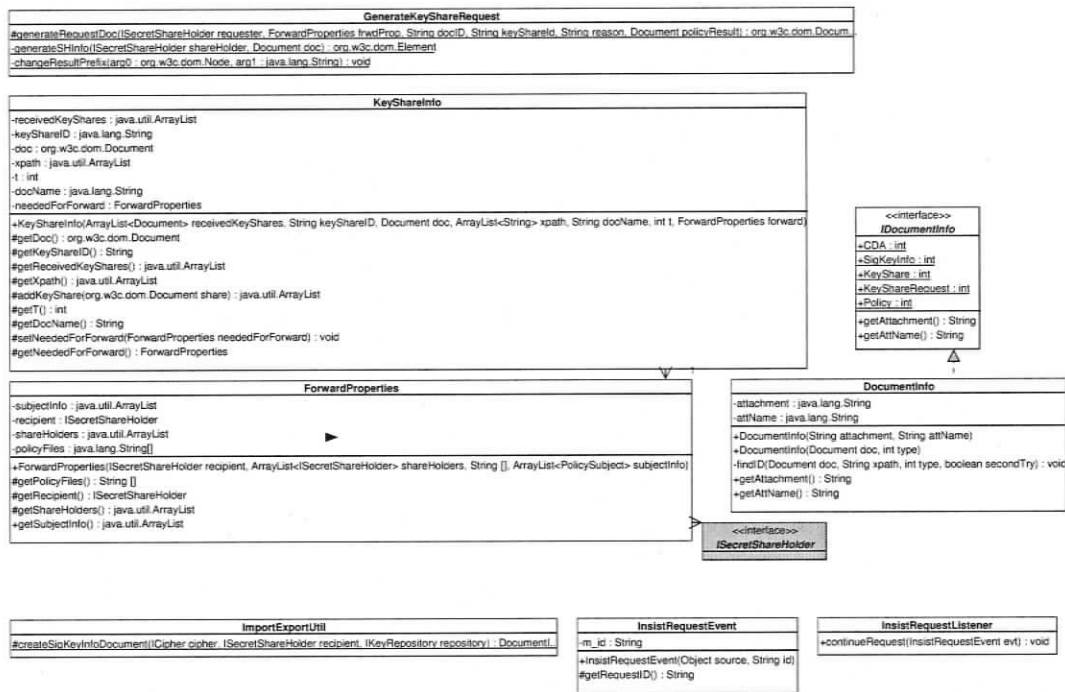 GenerateKeyShareRequest
#generateRequestDoc(ISecretShareHolder requester, ForwardProperties frwdProp, String docID, String keyShareId, String reason, Document policyResult) : org.w3c.dom.Docum...
-generateSHInfo(ISecretShareHolder shareHolder, Document doc) : org.w3c.dom.Element
-changeResultPrefix(arg0 : org.w3c.dom.Node, arg1 : java.lang.String) : void
KeyShareInfo
-receivedKeyShares : java.util.ArrayList
-keyShareID : java.lang.String
-doc : org.w3c.dom.Document
-xpath : java.util.ArrayList
-t : int
-docName : java.lang.String
-neededForForward : ForwardProperties
+KeyShareInfo(ArrayList<Document> receivedKeyShares, String keyShareID, Document doc, ArrayList<String> xpath, String docName, int t, ForwardProperties forward)
#getDoc() : org.w3c.dom.Document
#getKeyShareID() : String
#getReceivedKeyShares() : java.util.ArrayList
#getXpath() : java.util.ArrayList
#addKeyShare(org.w3c.dom.Document share) : java.util.ArrayList
#getT() : int
#getDocName() : String
#setNeededForForward(ForwardProperties neededForForward) : void
#getNeededForForward() : ForwardProperties
<<interface>>
IDocumentInfo
+CDA : int
+SigKeyInfo : int
+KeyShare : int
+KeyShareRequest : int
+Policy : int
+getAttachment() : String
+getAttName() : String
ForwardProperties
-subjectInfo : java.util.ArrayList
-recipient : ISecretShareHolder
-shareHolders : java.util.ArrayList
-policyFiles : java.lang.String[]
+ForwardProperties(ISecretShareHolder recipient, ArrayList<ISecretShareHolder> shareHolders, String [], ArrayList<PolicySubject> subjectInfo)
#getPolicyFiles() : String []
#getRecipient() : ISecretShareHolder
#getShareHolders() : java.util.ArrayList
+getSubjectInfo() : java.util.ArrayList
DocumentInfo
-attachment : java.lang.String
-attName : java.lang.String
+DocumentInfo(String attachment, String attName)
+DocumentInfo(Document doc, int type)
-findID(Document doc, String xpath, int type, boolean secondTry) : void
+getAttachment() : String
+getAttName() : String
<<interface>>
ISecretShareHolder
ImportExportUtil
#createSigKeyInfoDocument(ICipher cipher, ISecretShareHolder recipient, IKeyRepository repository) : DocumentI...
InsistRequestEvent
-m_id : String
+InsistRequestEvent(Object source, String id)
#getRequestID() : String
InsistRequestListener
+continueRequest(InsistRequestEvent evt) : void